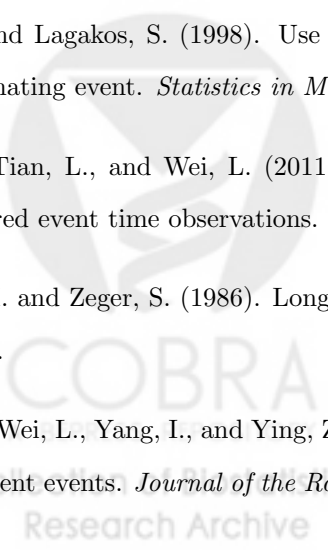 nd Lagakos, S. (1998). Use
nating event. Statistics in M
Tian, L., and Wei, L. (2011
red event time observations.
. and Zeger, S. (1986). Long
.
COBRA
Wei, L., Yang, I., and Ying, Z
ent events. Journal of the Ro
Research Archive